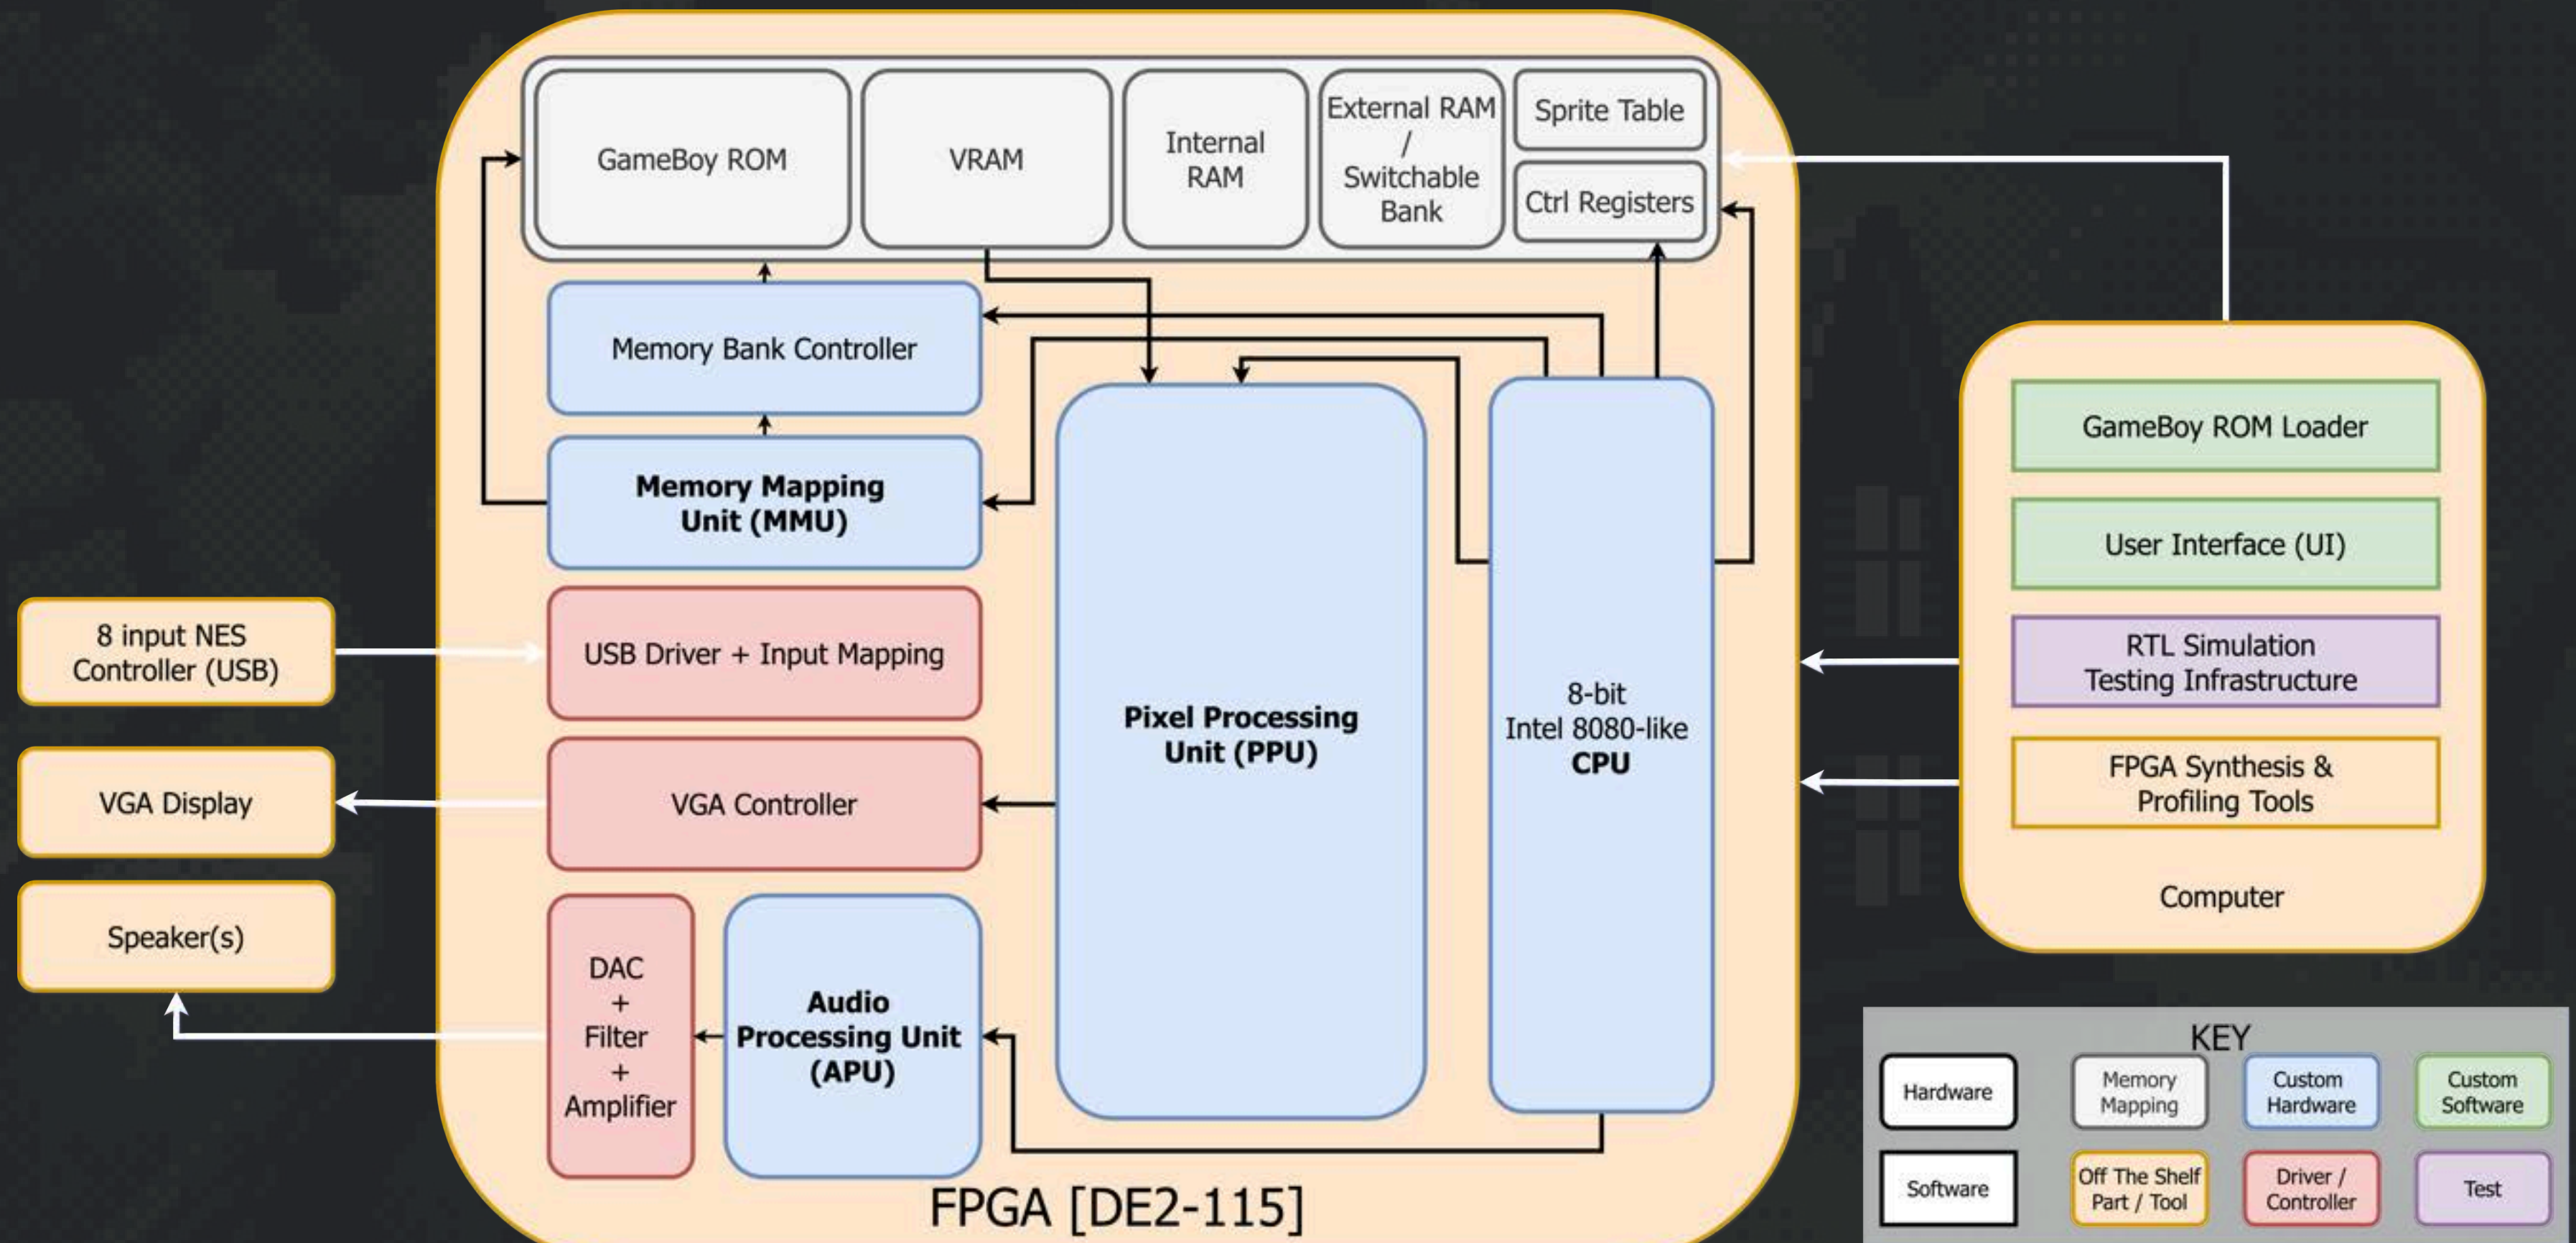 GameBoy ROM
VRAM
Internal
RAM
External RAM
/
Switchable
Bank
Sprite Table
Ctrl Registers
Memory Bank Controller
Memory Mapping
Unit (MMU)
USB Driver + Input Mapping
VGA Controller
DAC
+
Filter
+
Amplifier
Audio
Processing Unit
(APU)
Pixel Processing
Unit (PPU)
8-bit
Intel 8080-like
CPU
FPGA [DE2-115]
8 input NES
Controller (USB)
VGA Display
Speaker(s)
GameBoy ROM Loader
User Interface (UI)
RTL Simulation
Testing Infrastructure
FPGA Synthesis &
Profiling Tools
Computer
KEY
Hardware
Memory
Mapping
Custom
Hardware
Custom
Software
Software
Off The Shelf
Part / Tool
Driver /
Controller
Test